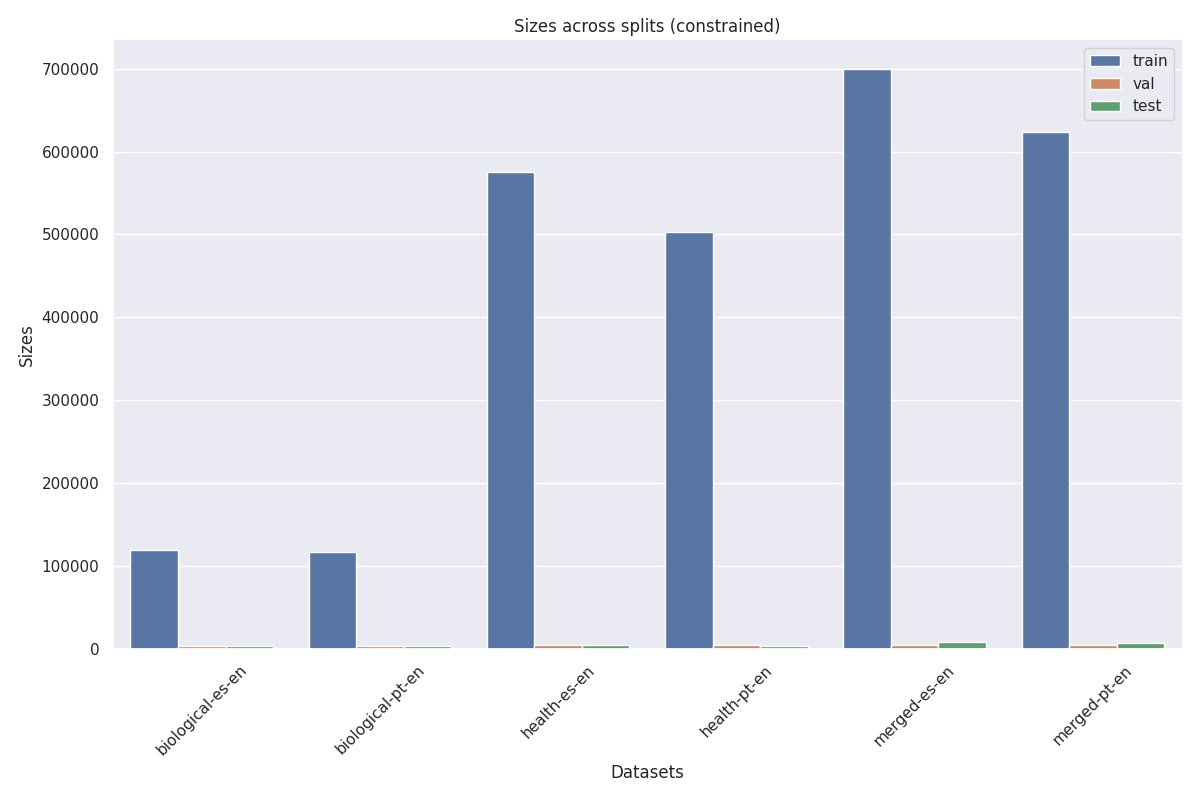 Sizes across splits (constrained)
train
val
test
700000
600000
500000
400000
300000
200000
100000
0
Sizes
biological-es-en
biological-pt-en
health-es-en
health-pt-en
merged-es-en
merged-pt-en
Datasets